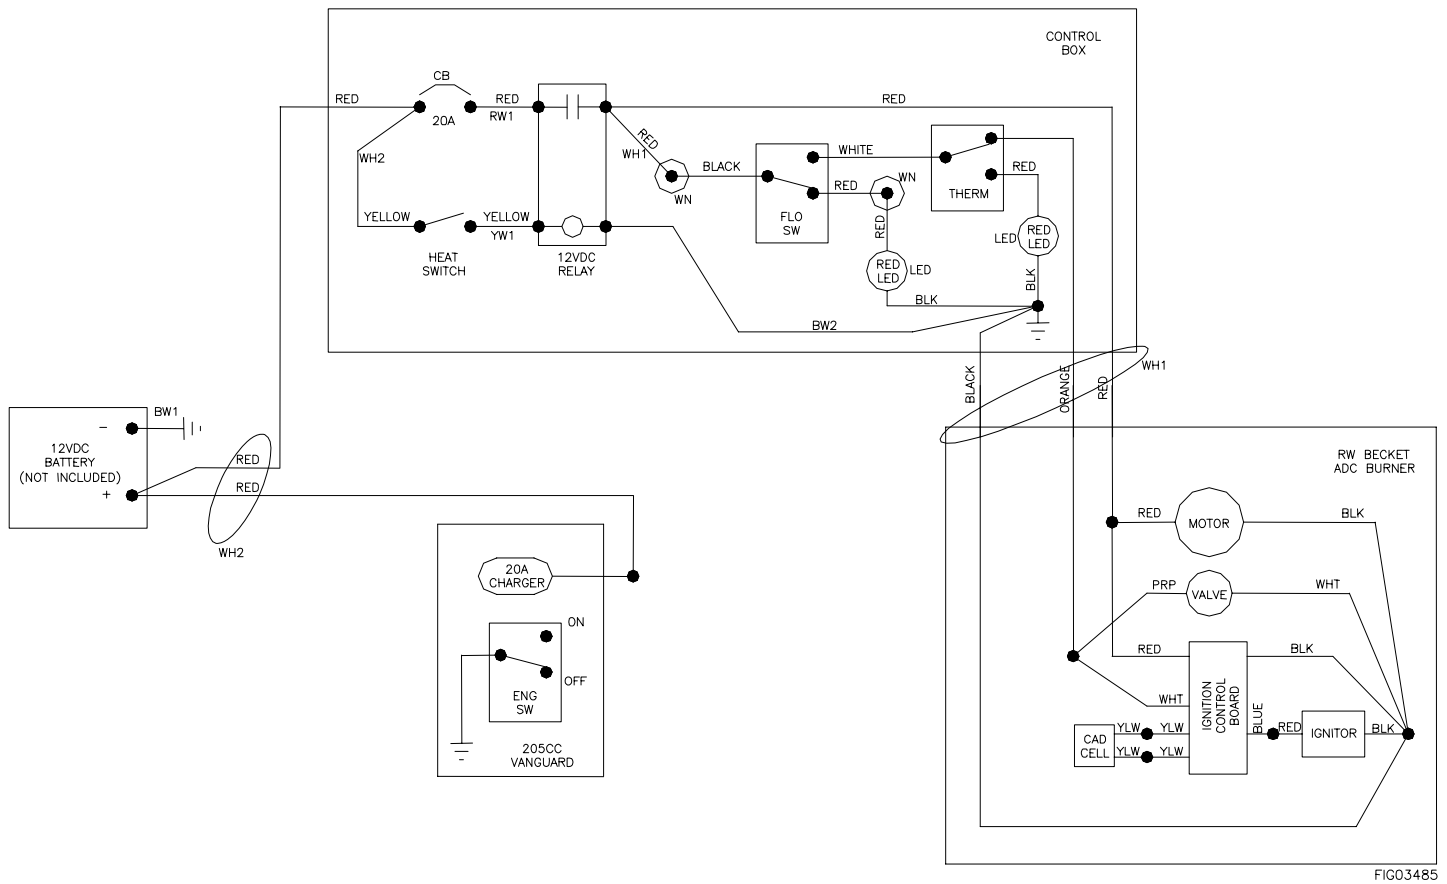 CONTROL
BOX
CB
RED
20A
RED
RW1
RED
RED
WH1
WN
BLACK
WH2
YELLOW
HEAT
SWITCH
YELLOW
YW1
12VDC
RELAY
FLO
SW
WHITE
RED
WN
RED
RED
LED
LED
BLK
THERM
RED
LED
RED
LED
BLK
BW2
WH1
BLACK
ORANGE
RED
12VDC
BATTERY
(NOT INCLUDED)
-
+
BW1
RED
RED
WH2
20A
CHARGER
ON
OFF
ENG
SW
205CC
VANGUARD
RW BECKET
ADC BURNER
RED
MOTOR
BLK
PRP
VALVE
WHT
RED
BLK
WHT
IGNITION
CONTROL
BOARD
CAD
CELL
YLW
YLW
YLW
YLW
BLUE
RED
IGNITOR
BLK
FIG03485